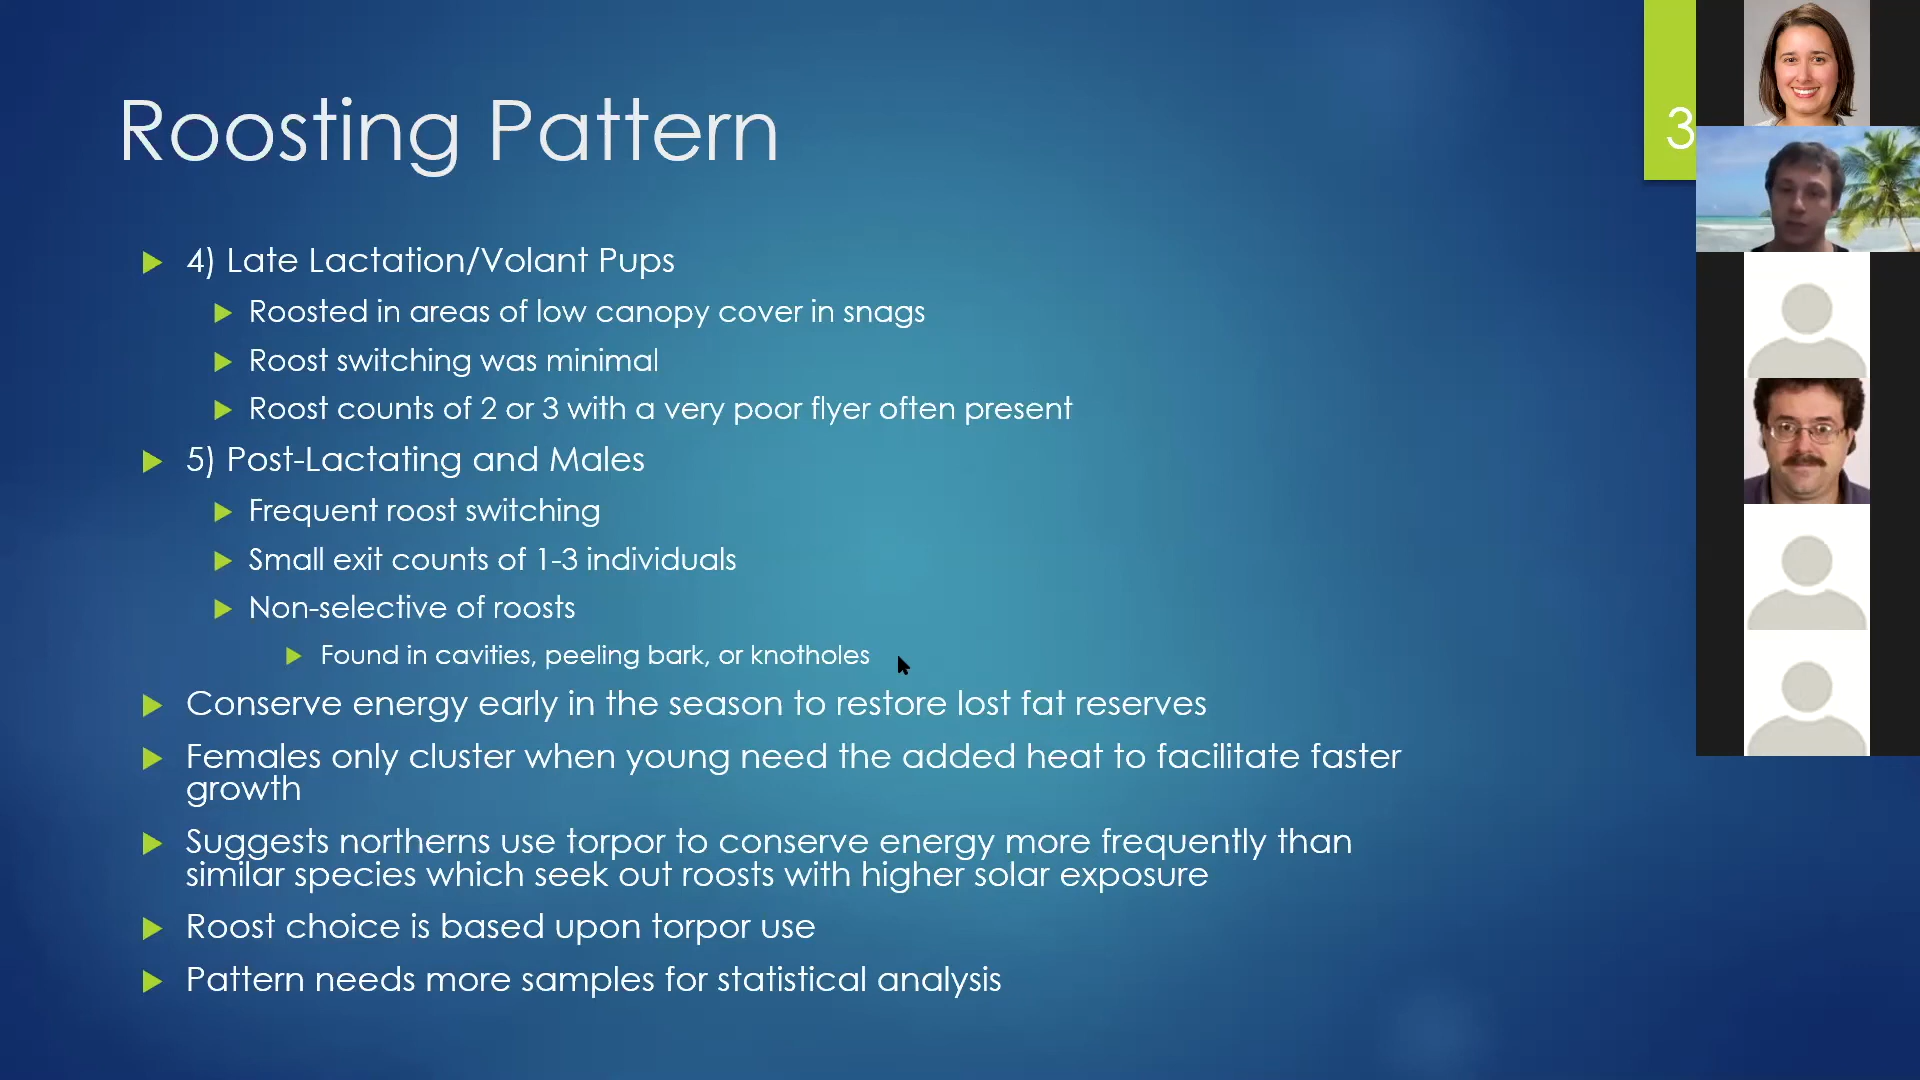 Roosting Pattern
3
4) Late Lactation/Volant Pups
Roosted in areas of low canopy cover in snags
Roost switching was minimal
Roost counts of 2 or 3 with a very poor flyer often present
5) Post-Lactating and Males
Frequent roost switching
Small exit counts of 1-3 individuals
Non-selective of roosts
Found in cavities, peeling bark, or knotholes
Conserve energy early in the season to restore lost fat reserves
Females only cluster when young need the added heat to facilitate faster
growth
Suggests northerns use torpor to conserve energy more frequently than
similar species which seek out roosts with higher solar exposure
Roost choice is based upon torpor use
Pattern needs more samples for statistical analysis